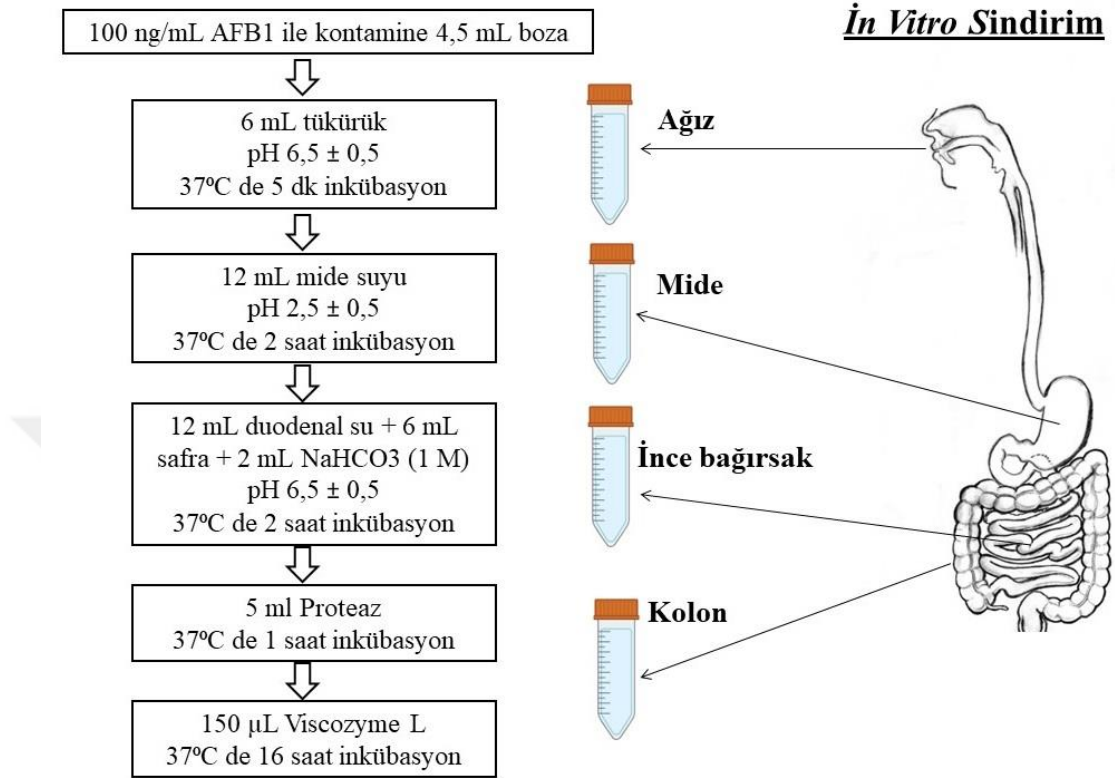 İn Vitro Sindirim
100 ng/mL AFB1 ile kontamine 4,5 mL boza
6 mL tükürük
pH 6,5 ± 0,5
37ºC de 5 dk inkübasyon
Ağız
12 mL mide suyu
pH 2,5 ± 0,5
37ºC de 2 saat inkübasyon
Mide
12 mL duodenal su + 6 mL
safra + 2 mL NaHCO3 (1 M)
pH 6,5 ± 0,5
37ºC de 2 saat inkübasyon
İnce bağırsak
5 ml Proteaz
37ºC de 1 saat inkübasyon
Kolon
150 µL Viscozyme L
37ºC de 16 saat inkübasyon